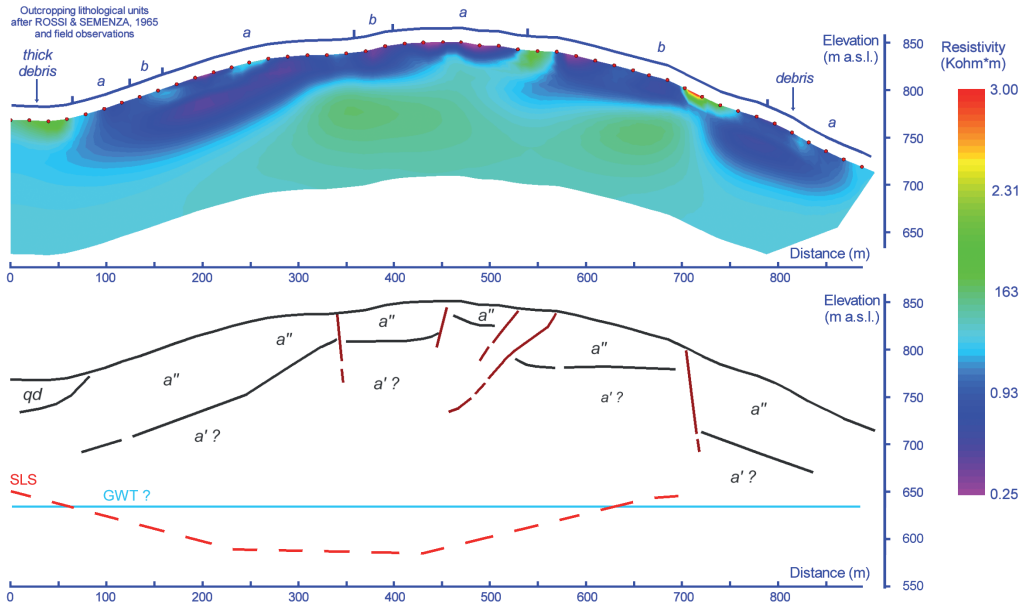 Outcropping lithological units
after ROSSI & SEMENZA, 1965
and field observations
thick
debris
a
b
a
b
a
b
debris
a
Elevation
(m a.s.l.)
850
800
750
700
650
Distance (m)
0
100
200
300
400
500
600
700
800
Resistivity
(Kohm*m)
3.00
2.31
163
0.93
0.25
Elevation
(m a.s.l.)
850
800
750
700
650
600
550
qd
a"
a"
a"
a"
a"
a"
a' ?
a' ?
a' ?
a' ?
SLS
GWT ?
Distance (m)
0
100
200
300
400
500
600
700
800